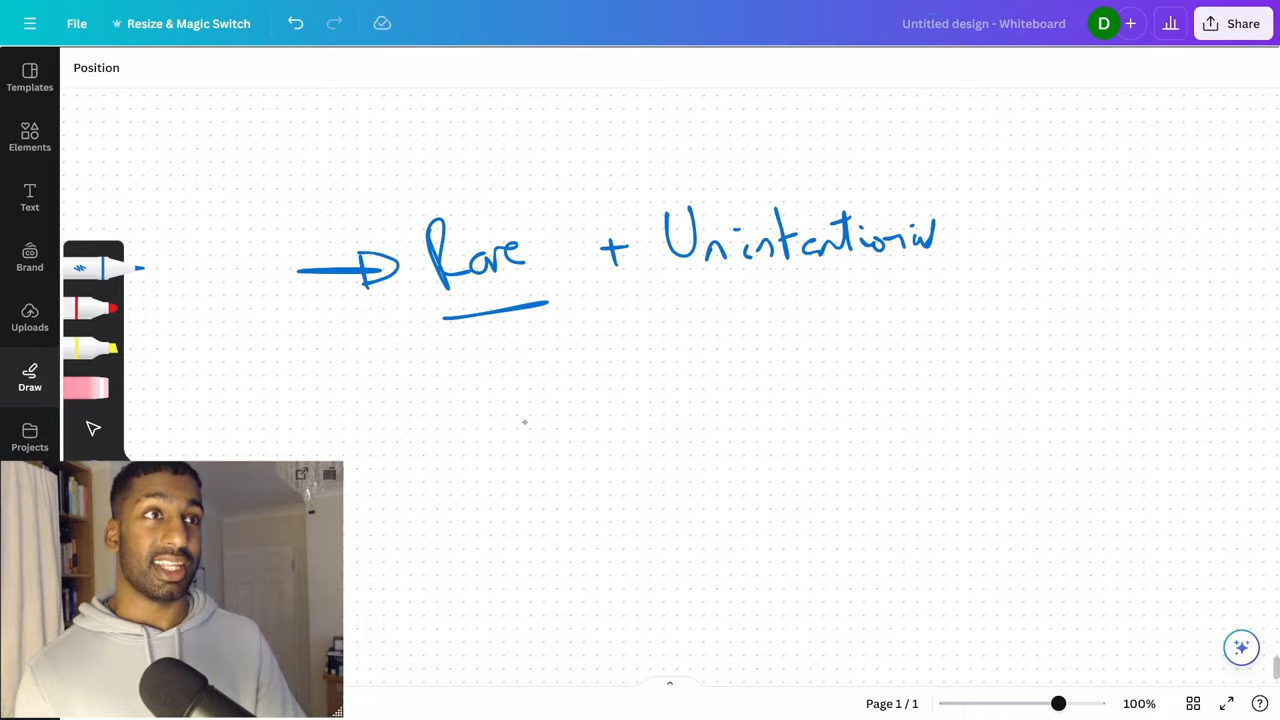 File
Resize & Magic Switch
Untitled design - Whiteboard
D
+
Share
Position
Templates
Elements
Text
Brand
Uploads
Draw
Projects
Rare + Unintentional
Page 1 / 1
100%